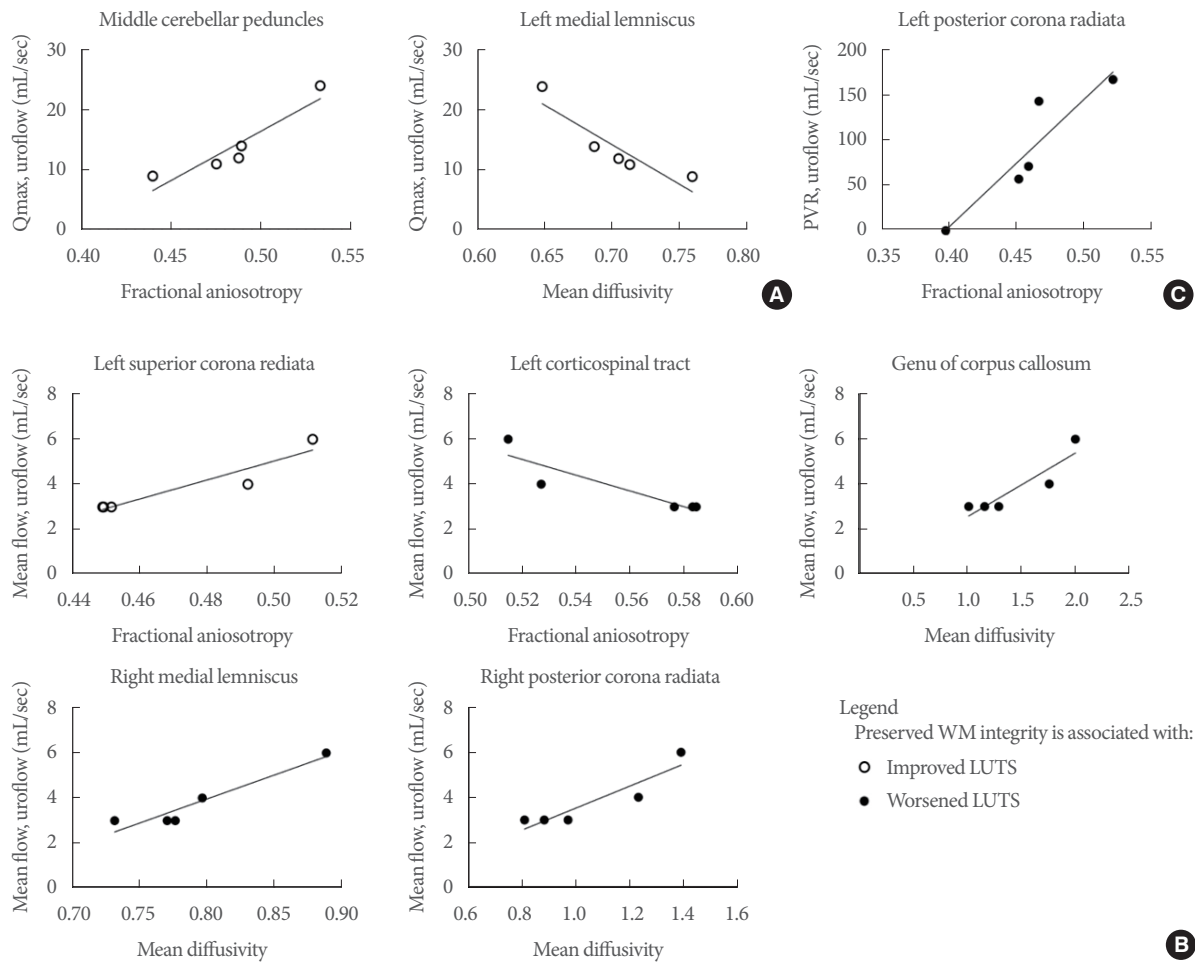 Middle cerebellar peduncles
Qmax, uroflow (mL/sec)
30
20
10
0
0.40 0.45 0.50 0.55
Fractional aniosotropy
Left medial lemniscus
Qmax, uroflow (mL/sec)
30
20
10
0
0.60 0.65 0.70 0.75 0.80
Mean diffusivity
A
Left posterior corona radiata
PVR, uroflow (mL/sec)
200
150
100
50
0
0.35 0.40 0.45 0.50 0.55
Fractional aniosotropy
C
Left superior corona rediata
Mean flow, uroflow (mL/sec)
8
6
4
2
0
0.44 0.46 0.48 0.50 0.52
Fractional aniosotropy
Left corticospinal tract
Mean flow, uroflow (mL/sec)
8
6
4
2
0
0.50 0.52 0.54 0.56 0.58 0.60
Fractional aniosotropy
Genu of corpus callosum
Mean flow, uroflow (mL/sec)
8
6
4
2
0
0.5 1.0 1.5 2.0 2.5
Mean diffusivity
Right medial lemniscus
Mean flow, uroflow (mL/sec)
8
6
4
2
0
0.70 0.80 0.85 0.90
Mean diffusivity
Right posterior corona radiata
Mean flow, uroflow (mL/sec)
8
6
4
2
0
0.6 0.8 1.0 1.2 1.4 1.6
Mean diffusivity
Legend
Preserved WM integrity is associated with:
Improved LUTS
Worsened LUTS
B